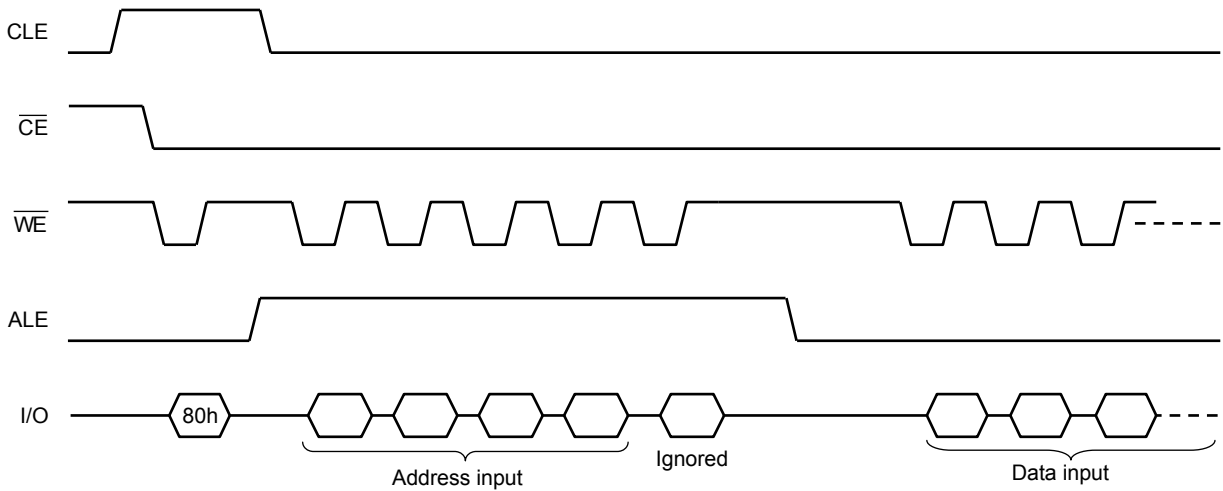 CLE
CE
WE
ALE
I/O
80h
Address input
Ignored
Data input